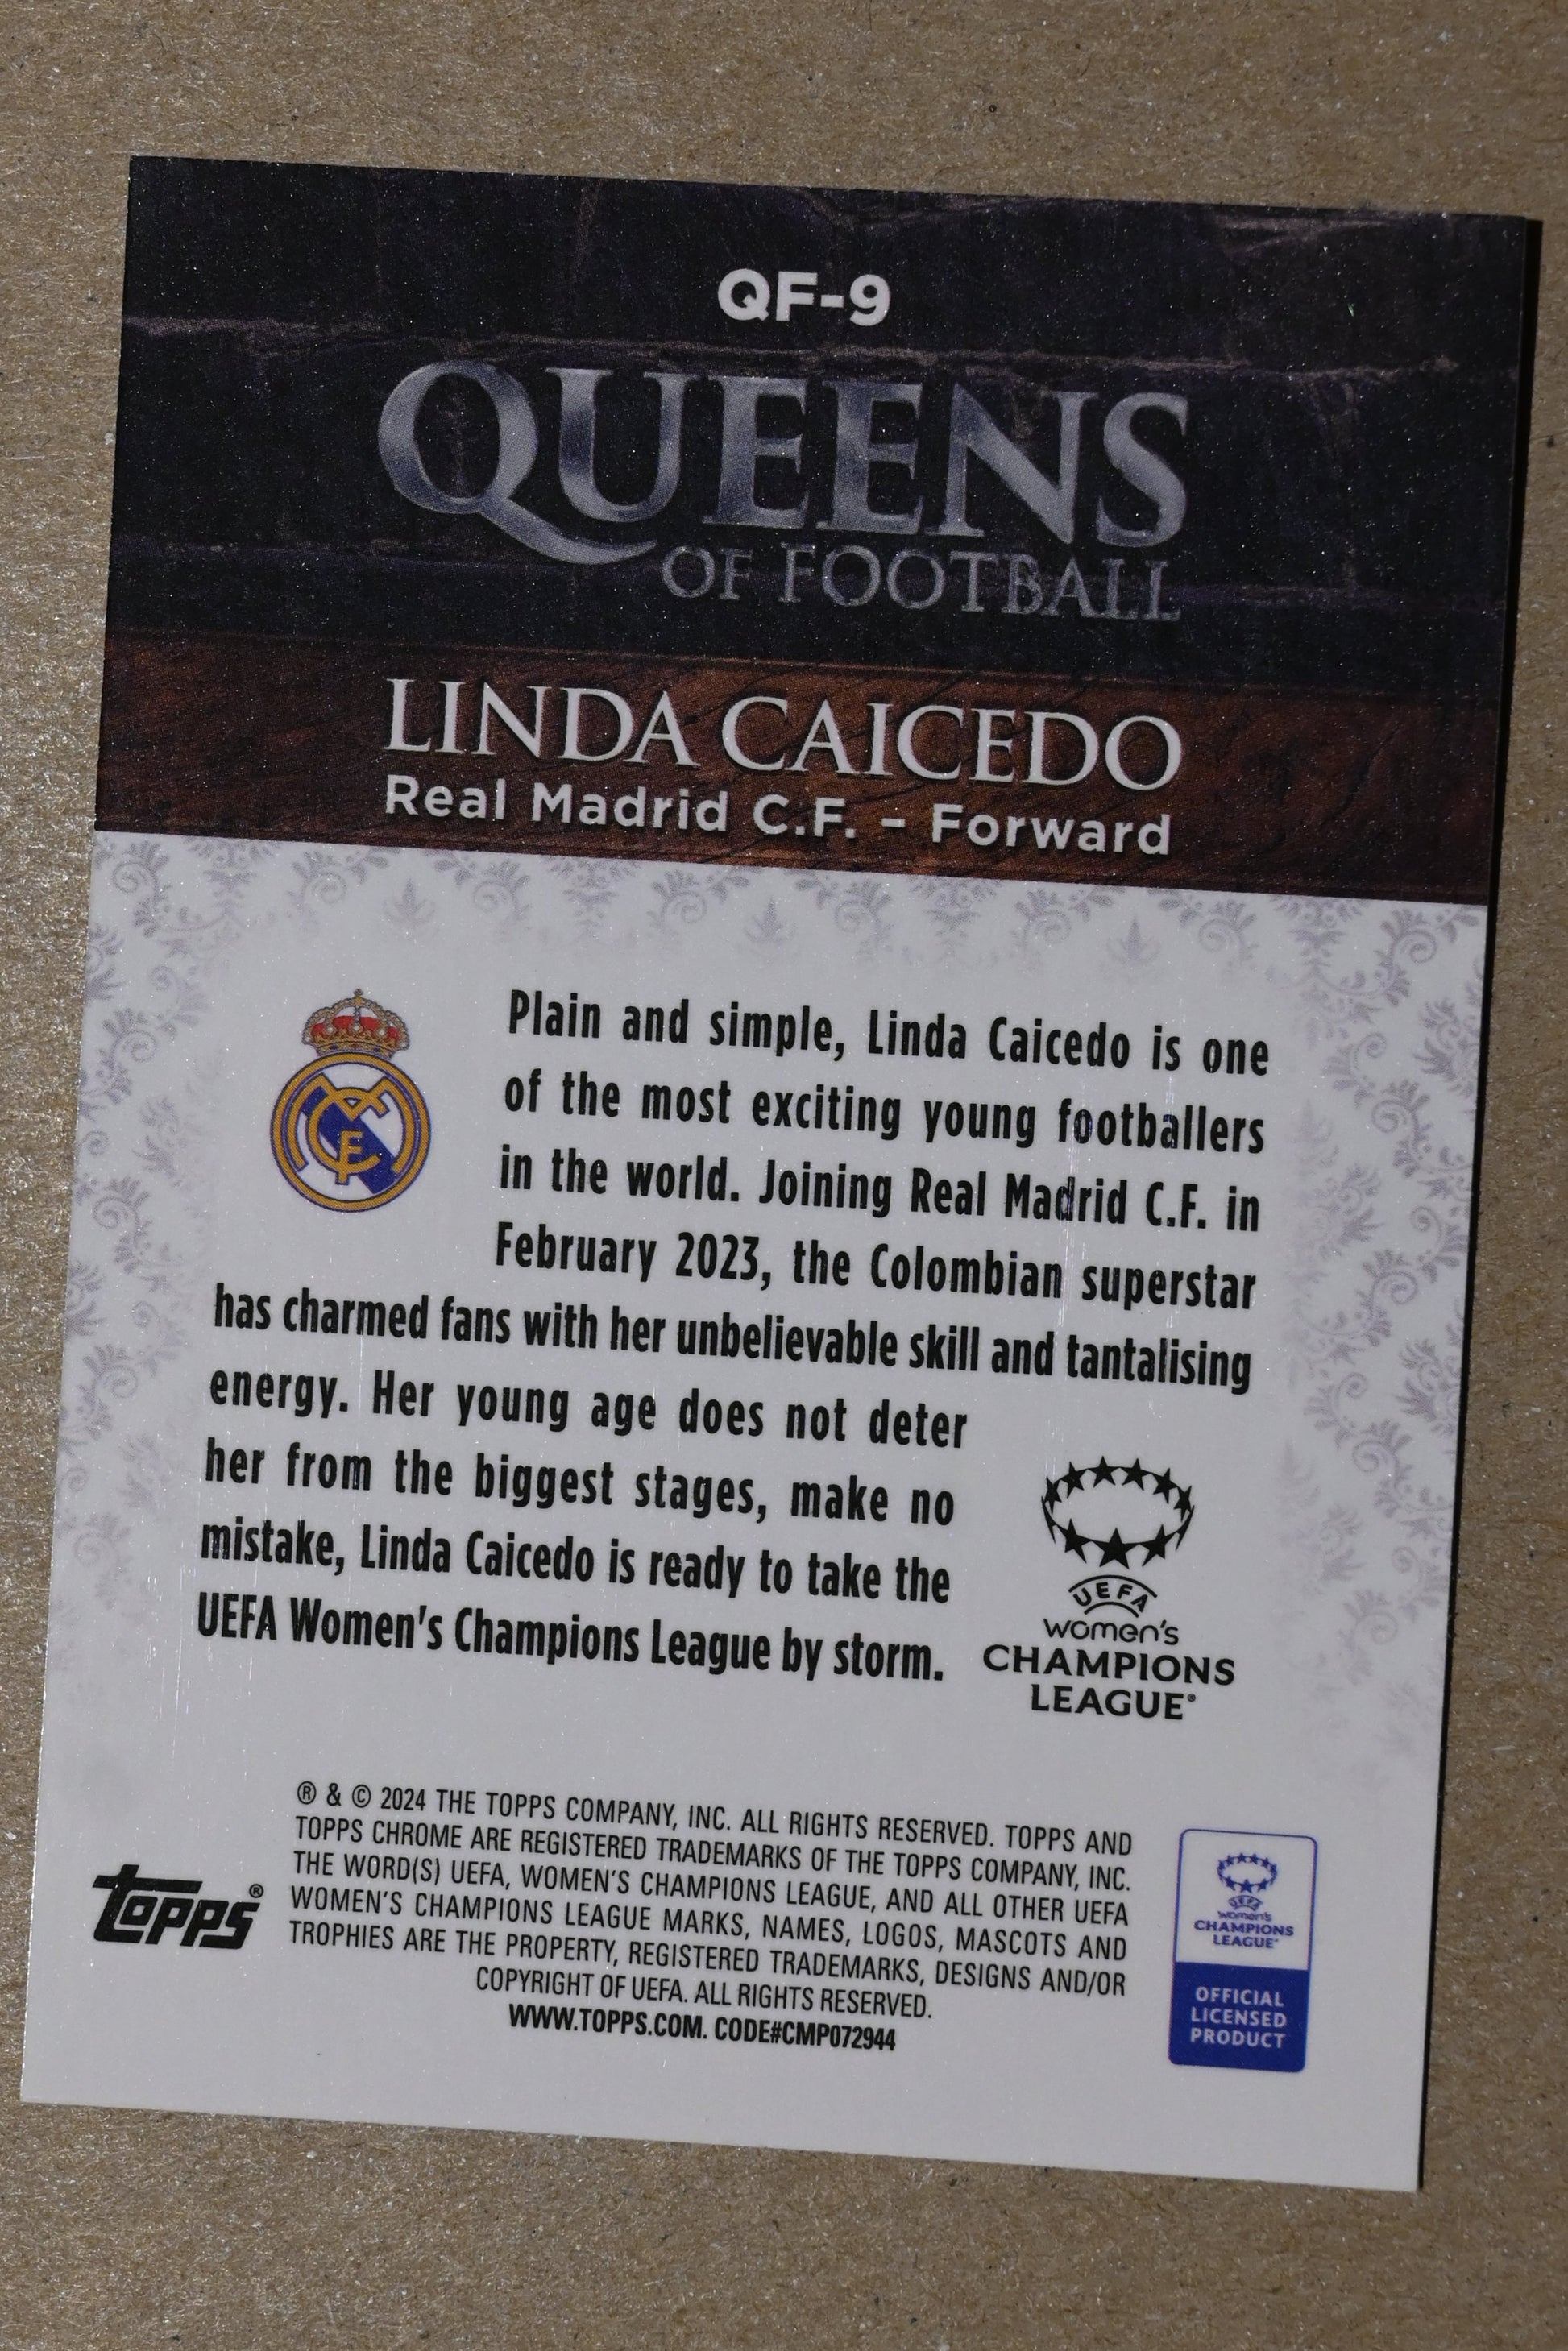 QF-9
QUEENS
OF FOOTBALL
LINDA CAICEDO
Real Madrid C.F. - Forward
Plain and simple, Linda Caicedo is one
of the most exciting young footballers
in the world. Joining Real Madrid C.F. in
February 2023, the Colombian superstar
has charmed fans with her unbelievable skill and tantalising
energy. Her young age does not deter
her from the biggest stages, make no
mistake, Linda Caicedo is ready to take the
UEFA Women's Champions League by storm.
UEFA
women's
CHAMPIONS
LEAGUE®
® & © 2024 THE TOPPS COMPANY, INC. ALL RIGHTS RESERVED. TOPPS AND
TOPPS CHROME ARE REGISTERED TRADEMARKS OF THE TOPPS COMPANY, INC.
THE WORD(S) UEFA, WOMEN'S CHAMPIONS LEAGUE, AND ALL OTHER UEFA
WOMEN'S CHAMPIONS LEAGUE MARKS, NAMES, LOGOS, MASCOTS AND
TROPHIES ARE THE PROPERTY, REGISTERED TRADEMARKS, DESIGNS AND/OR
COPYRIGHT OF UEFA. ALL RIGHTS RESERVED.
WWW.TOPPS.COM. CODE#CMP072944
topps®
UEFA
women's
CHAMPIONS
LEAGUE®
OFFICIAL
LICENSED
PRODUCT